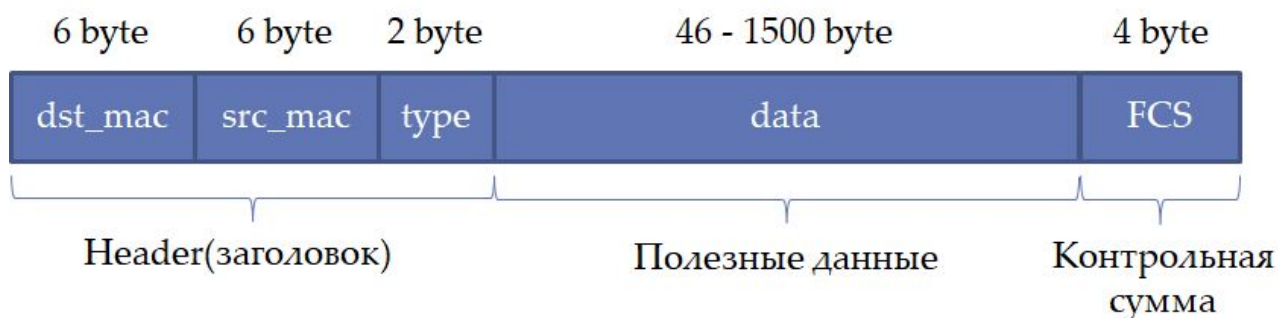 6 byte 6 byte 2 byte 46 - 1500 byte 4 byte
dst_mac src_mac type data FCS
Header(заголовок) Полезные данные Контрольная
сумма